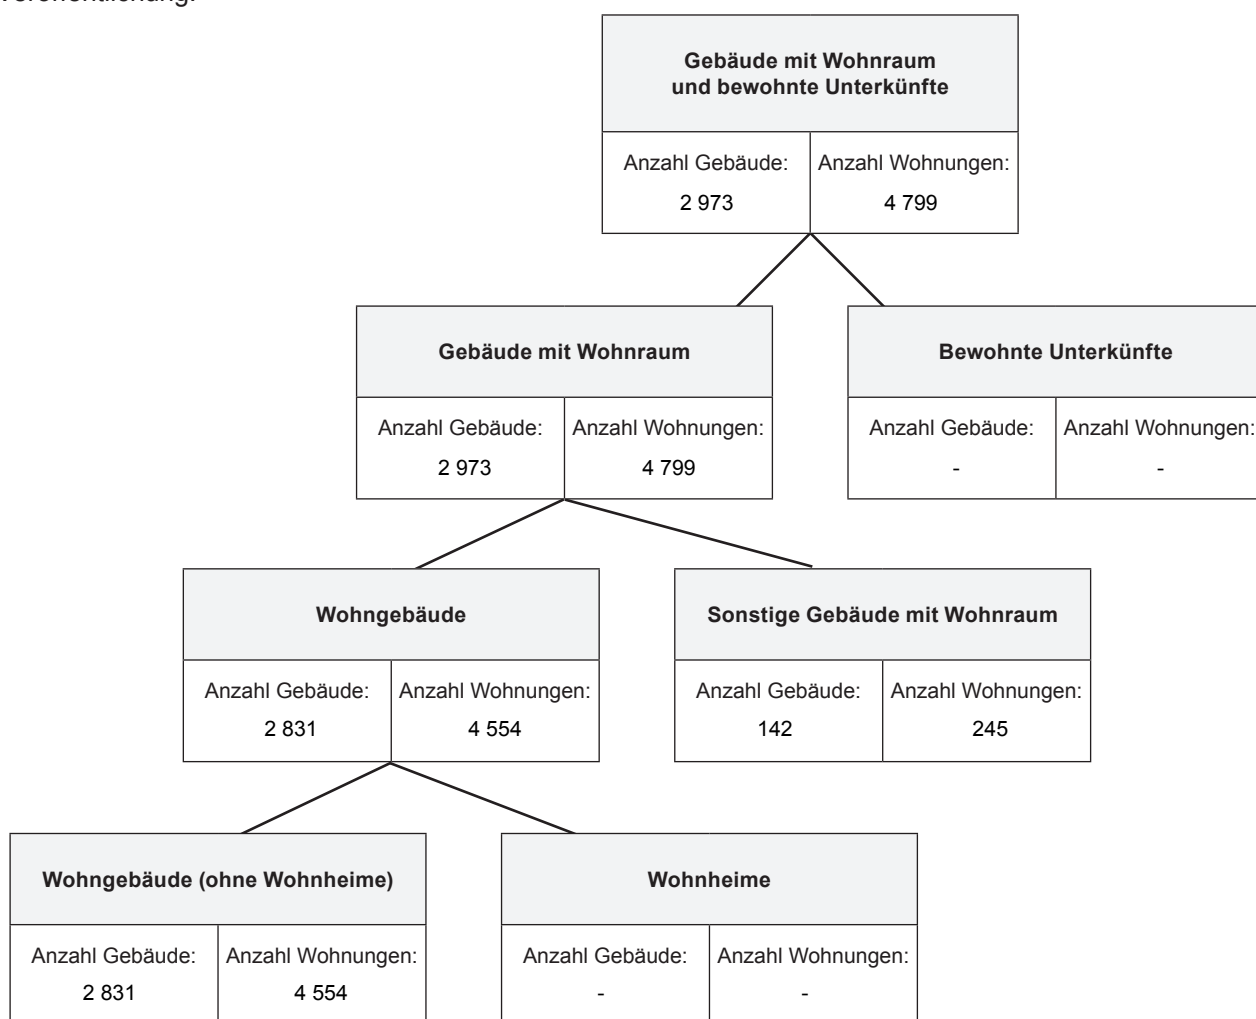 Veröffentlichung.
Gebäude mit Wohnraum
und bewohnte Unterkünfte
Anzahl Gebäude:
Anzahl Wohnungen:
2 973
4 799
Gebäude mit Wohnraum
Bewohnte Unterkünfte
Anzahl Gebäude:
Anzahl Wohnungen:
Anzahl Gebäude:
Anzahl Wohnungen:
2 973
4 799
-
-
Wohngebäude
Sonstige Gebäude mit Wohnraum
Anzahl Gebäude:
Anzahl Wohnungen:
Anzahl Gebäude:
Anzahl Wohnungen:
2 831
4 554
142
245
Wohngebäude (ohne Wohnheime)
Wohnheime
Anzahl Gebäude:
Anzahl Wohnungen:
Anzahl Gebäude:
Anzahl Wohnungen:
2 831
4 554
-
-